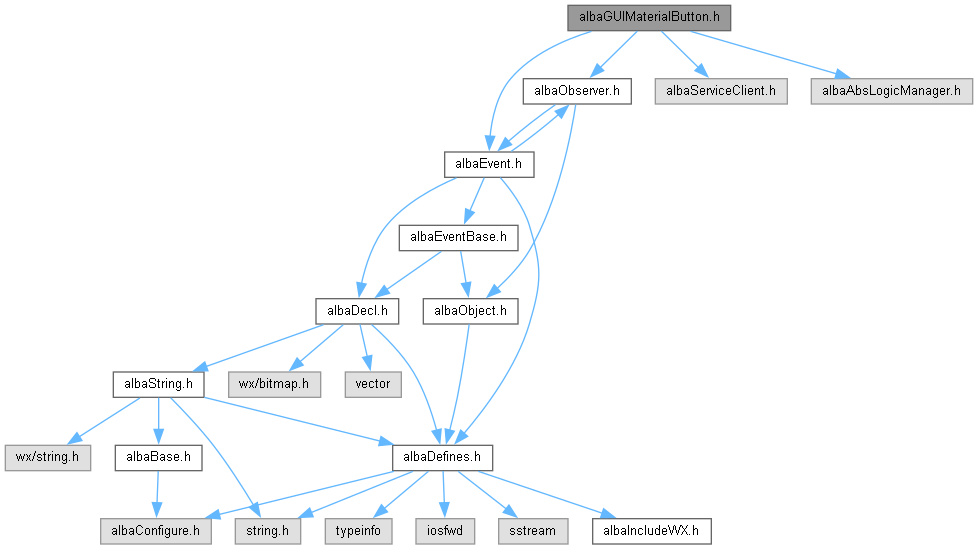 albaGUIMaterialButton.h
albaObserver.h
albaServiceClient.h
albaAbsLogicManager.h
albaEvent.h
albaEventBase.h
albaDecl.h
albaObject.h
albaString.h
wx/bitmap.h
vector
wx/string.h
albaBase.h
albaDefines.h
albaConfigure.h
string.h
typeinfo
iosfwd
sstream
albaIncludeWX.h